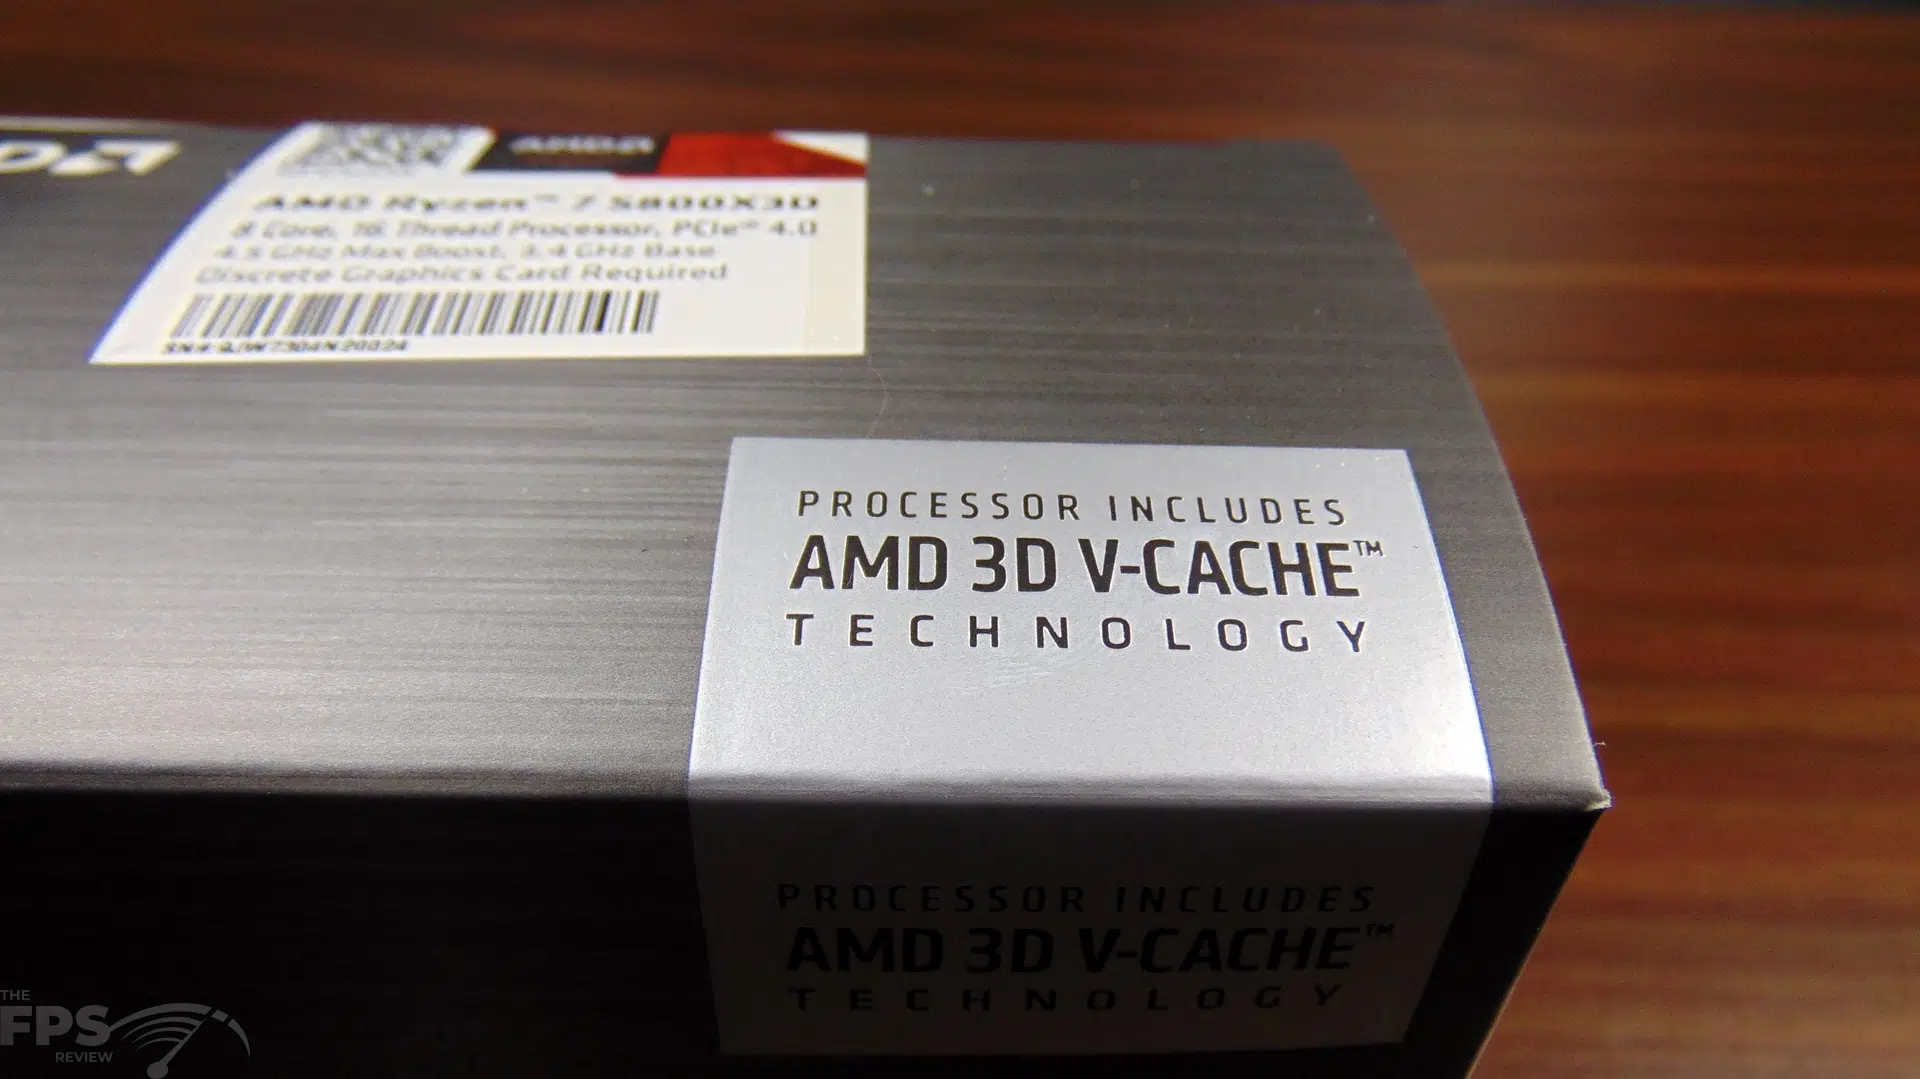 AMD
AMD
AMD Ryzen™ 7 5800X3D
8 Core, 16 Thread Processor, PCIe® 4.0
4.5 GHz Max Boost, 3.4 GHz Base
Discrete Graphics Card Required
PROCESSOR INCLUDES
AMD 3D V-CACHE™
TECHNOLOGY
PROCESSOR INCLUDES
AMD 3D V-CACHE™
TECHNOLOGY
THE
FPS
REVIEW